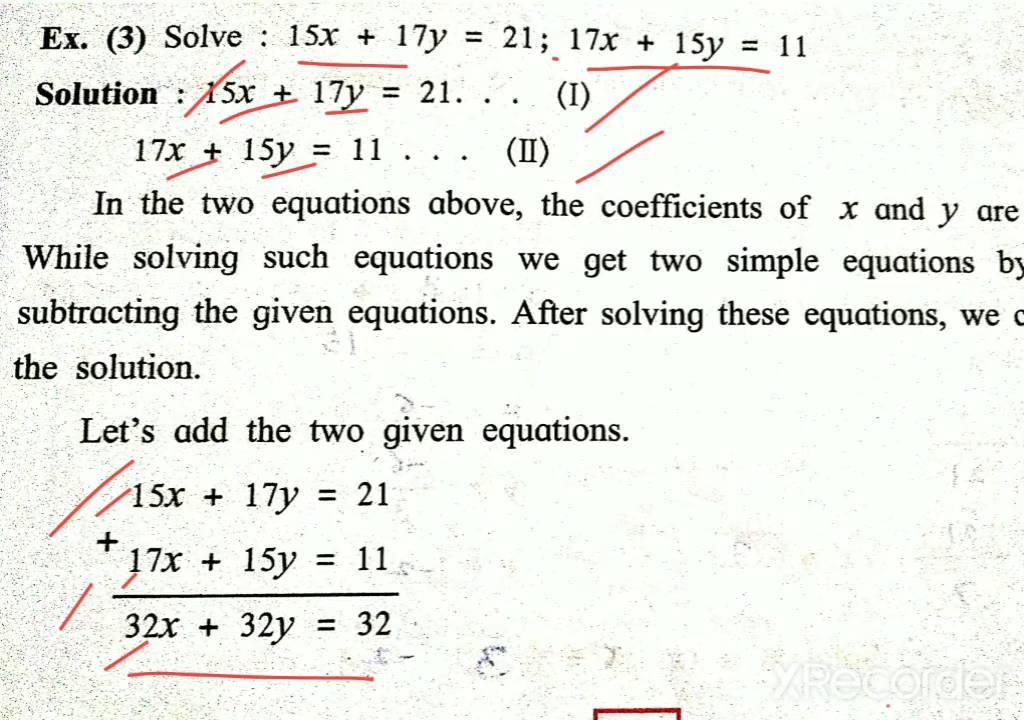 Ex. (3) Solve : 15x + 17y = 21; 17x + 15y = 11
Solution : 15x + 17y = 21. . . (I)
17x + 15y = 11 . . . (II)
In the two equations above, the coefficients of x and y are
While solving such equations we get two simple equations by
subtracting the given equations. After solving these equations, we c
the solution.
Let's add the two given equations.
15x + 17y = 21
+
17x + 15y = 11
32x + 32y = 32
XRecorder